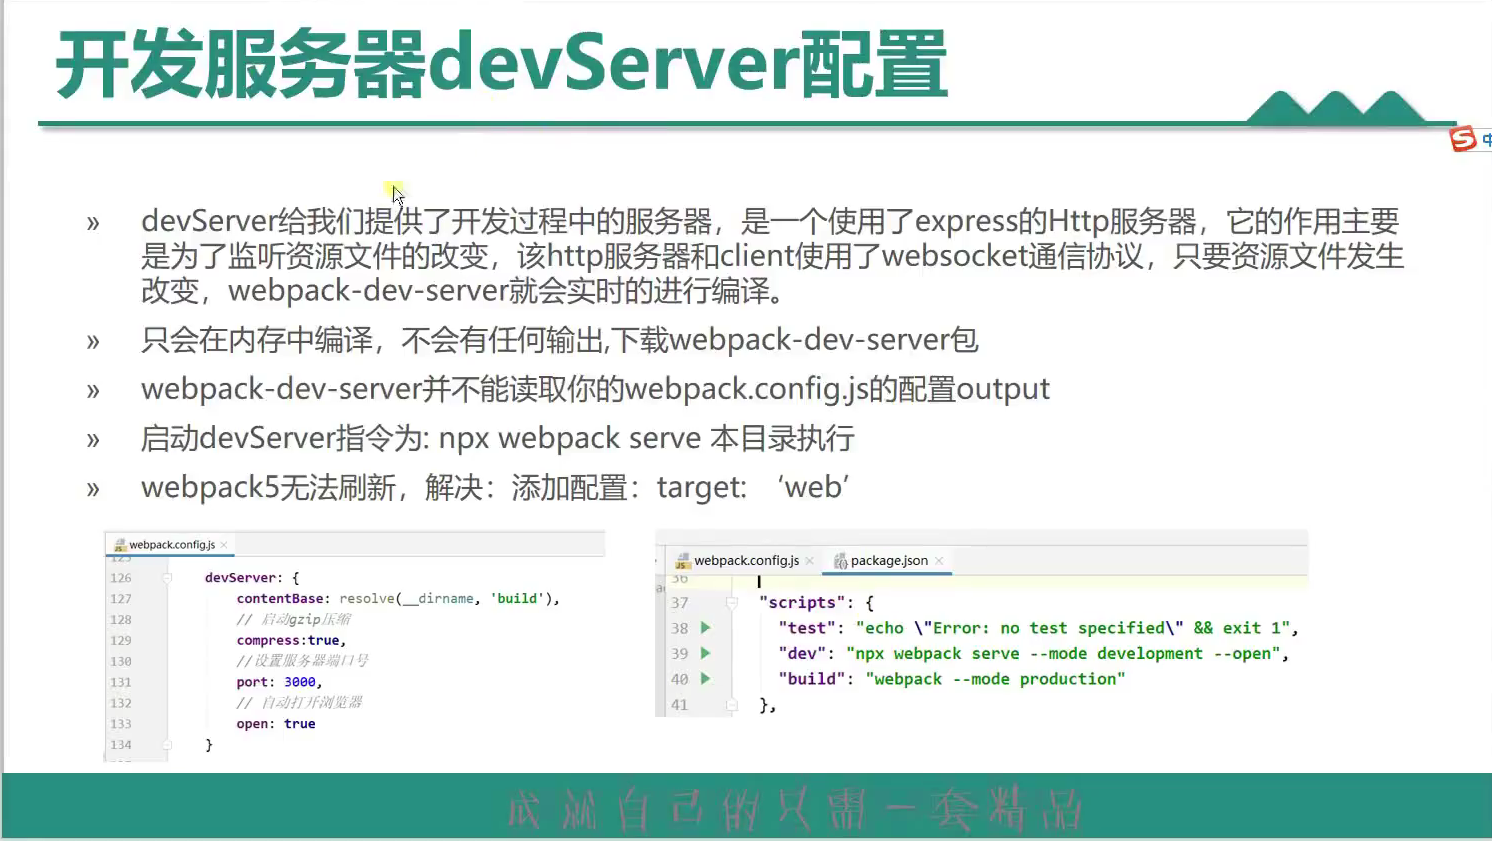 开发服务器devServer配置
中
» devServer给我们提供了开发过程中的服务器，是一个使用了express的Http服务器，它的作用主要
是为了监听资源文件的改变，该http服务器和client使用了websocket通信协议，只要资源文件发生
改变，webpack-dev-server就会实时的进行编译。
» 只会在内存中编译，不会有任何输出,下载webpack-dev-server包
» webpack-dev-server并不能读取你的webpack.config.js的配置output
» 启动devServer指令为: npx webpack serve 本目录执行
» webpack5无法刷新，解决：添加配置：target: ‘web’
webpack.config.js
125
126 devServer: {
127 contentBase: resolve(__dirname, 'build'),
128 // 启动gzip压缩
129 compress:true,
130 //设置服务器端口号
131 port: 3000,
132 // 自动打开浏览器
133 open: true
134 }
webpack.config.js package.json
36
37 "scripts": {
38 "test": "echo \"Error: no test specified\" && exit 1",
39 "dev": "npx webpack serve --mode development --open",
40 "build": "webpack --mode production"
41 },
成就自己的只需一套精品